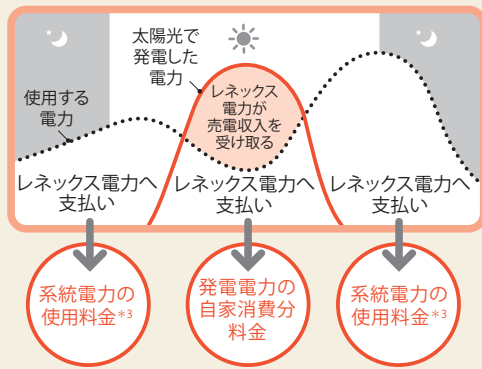 太陽光で
発電した
電力
使用する
電力
レネックス
電力が
売電収入を
受け取る
レネックス電力へ
支払い
レネックス電力へ
支払い
レネックス電力へ
支払い
系統電力の
使用料金*3
発電電力の
自家消費分
料金
系統電力の
使用料金*3